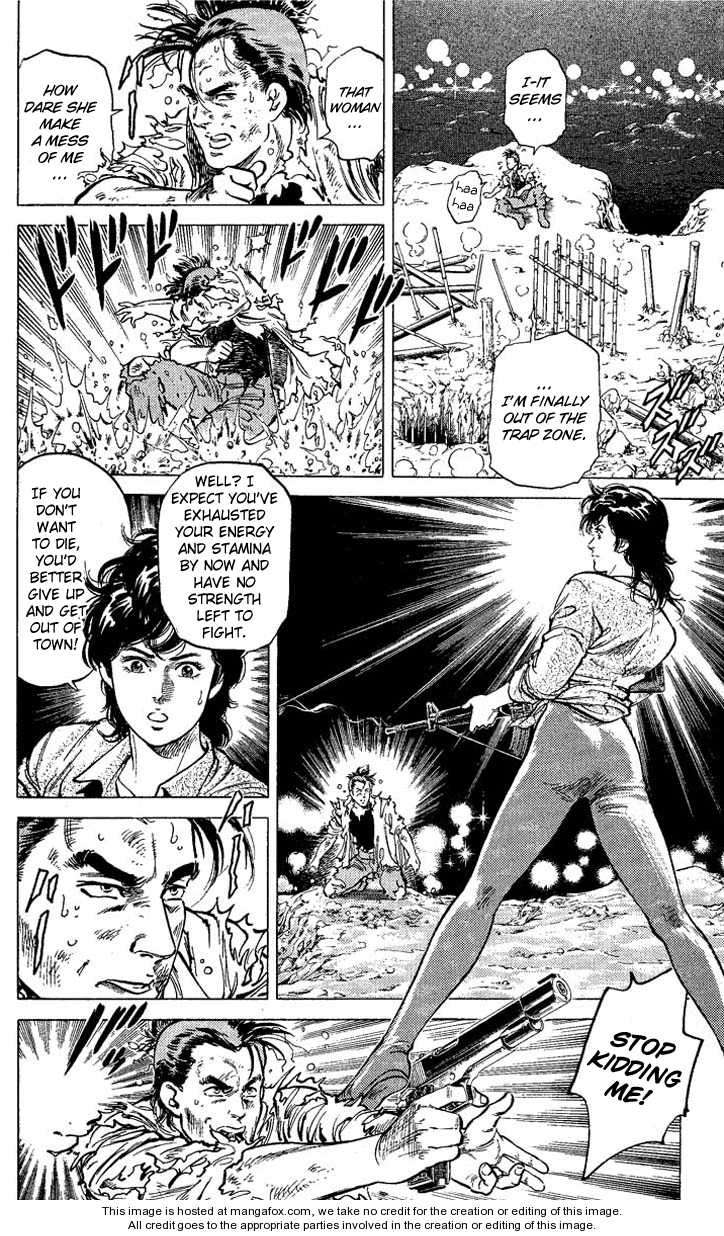 I-IT
SEEMS
...
haa
haa
...
I'M FINALLY
OUT OF THE
TRAP ZONE.
ズズズ
THAT
WOMAN
...
HOW
DARE SHE
MAKE
A MESS
OF ME
...
ドドドドド
WELL? I
EXPECT YOU'VE
EXHAUSTED
YOUR ENERGY
AND STAMINA
BY NOW AND
HAVE NO
STRENGTH
LEFT TO
FIGHT.
IF YOU
DON'T
WANT
TO DIE,
YOU'D
BETTER
GIVE UP
AND GET
OUT OF
TOWN!
STOP
KIDDING
ME!
This image is hosted at mangafox.com, we take no credit for the creation or editing of this image.
All credit goes to the appropriate parties involved in the creation or editing of this image.